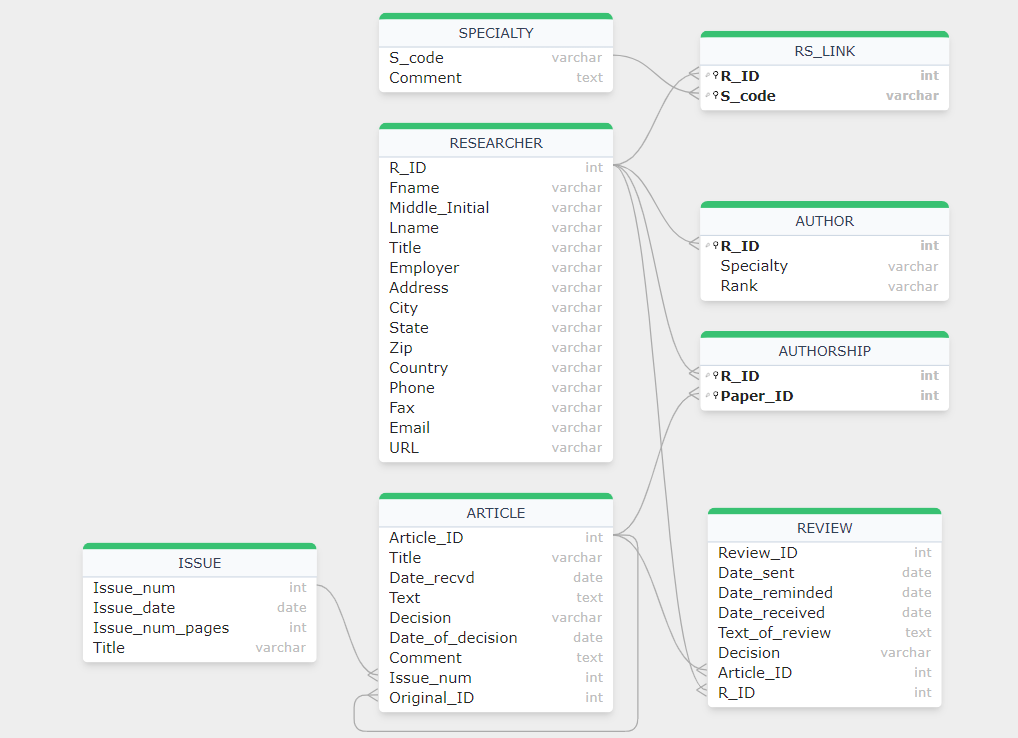 SPECIALTY
S_code varchar
Comment text
RS_LINK
R_ID int
S_code varchar
RESEARCHER
R_ID int
Fname varchar
Middle_Initial varchar
Lname varchar
Title varchar
Employer varchar
Address varchar
City varchar
State varchar
Zip varchar
Country varchar
Phone varchar
Fax varchar
Email varchar
URL varchar
AUTHOR
R_ID int
Specialty varchar
Rank varchar
AUTHORSHIP
R_ID int
Paper_ID int
ISSUE
Issue_num int
Issue_date date
Issue_num_pages int
Title varchar
ARTICLE
Article_ID int
Title varchar
Date_recvd date
Text text
Decision varchar
Date_of_decision date
Comment text
Issue_num int
Original_ID int
REVIEW
Review_ID int
Date_sent date
Date_reminded date
Date_received date
Text_of_review text
Decision varchar
Article_ID int
R_ID int